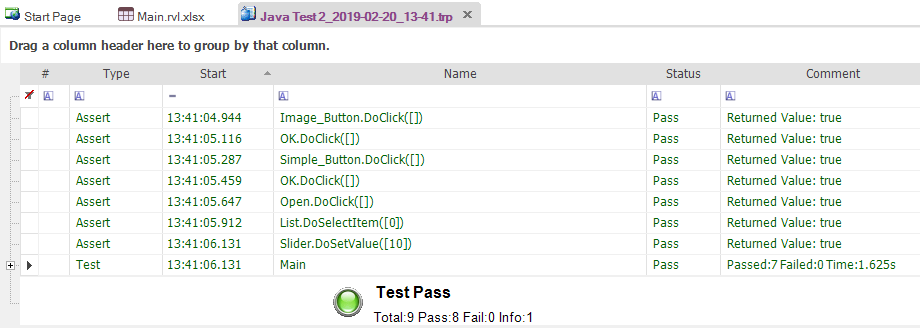 Start Page Main.rvl.xlsx Java Test 2_2019-02-20_13-41.trp
Drag a column header here to group by that column.
# Type Start Name Status Comment
Assert 13:41:04.944 Image_Button.DoClick([]) Pass Returned Value: true
Assert 13:41:05.116 OK.DoClick([]) Pass Returned Value: true
Assert 13:41:05.287 Simple_Button.DoClick([]) Pass Returned Value: true
Assert 13:41:05.459 OK.DoClick([]) Pass Returned Value: true
Assert 13:41:05.647 Open.DoClick([]) Pass Returned Value: true
Assert 13:41:05.912 List.DoSelectItem([0]) Pass Returned Value: true
Assert 13:41:06.131 Slider.DoSetValue([10]) Pass Returned Value: true
Test 13:41:06.131 Main Pass Passed:7 Failed:0 Time:1.625s
Test Pass
Total:9 Pass:8 Fail:0 Info:1